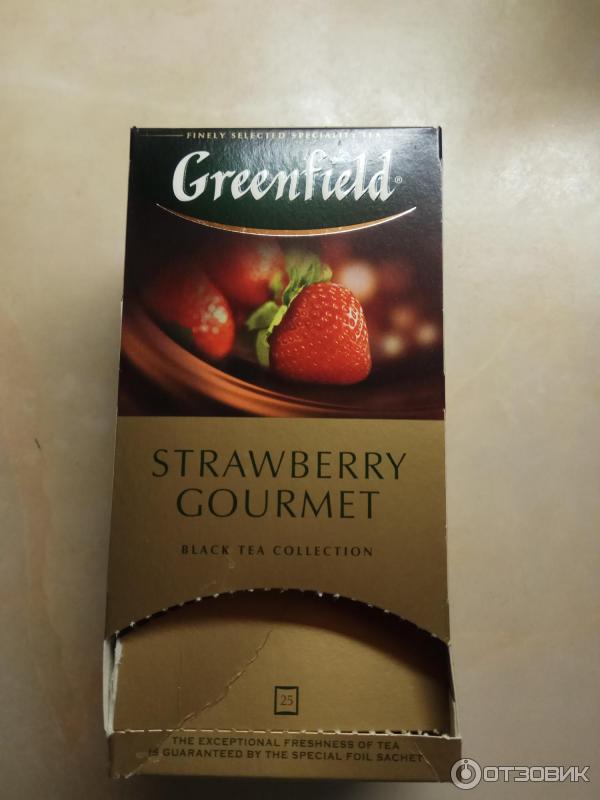 FINELY SELECTED SPECIALITY TEA
Greenfield®
STRAWBERRY
GOURMET
BLACK TEA COLLECTION
25
THE EXCEPTIONAL FRESHNESS OF TEA
IS GUARANTEED BY THE SPECIAL FOIL SACHET
ОТЗОВИК